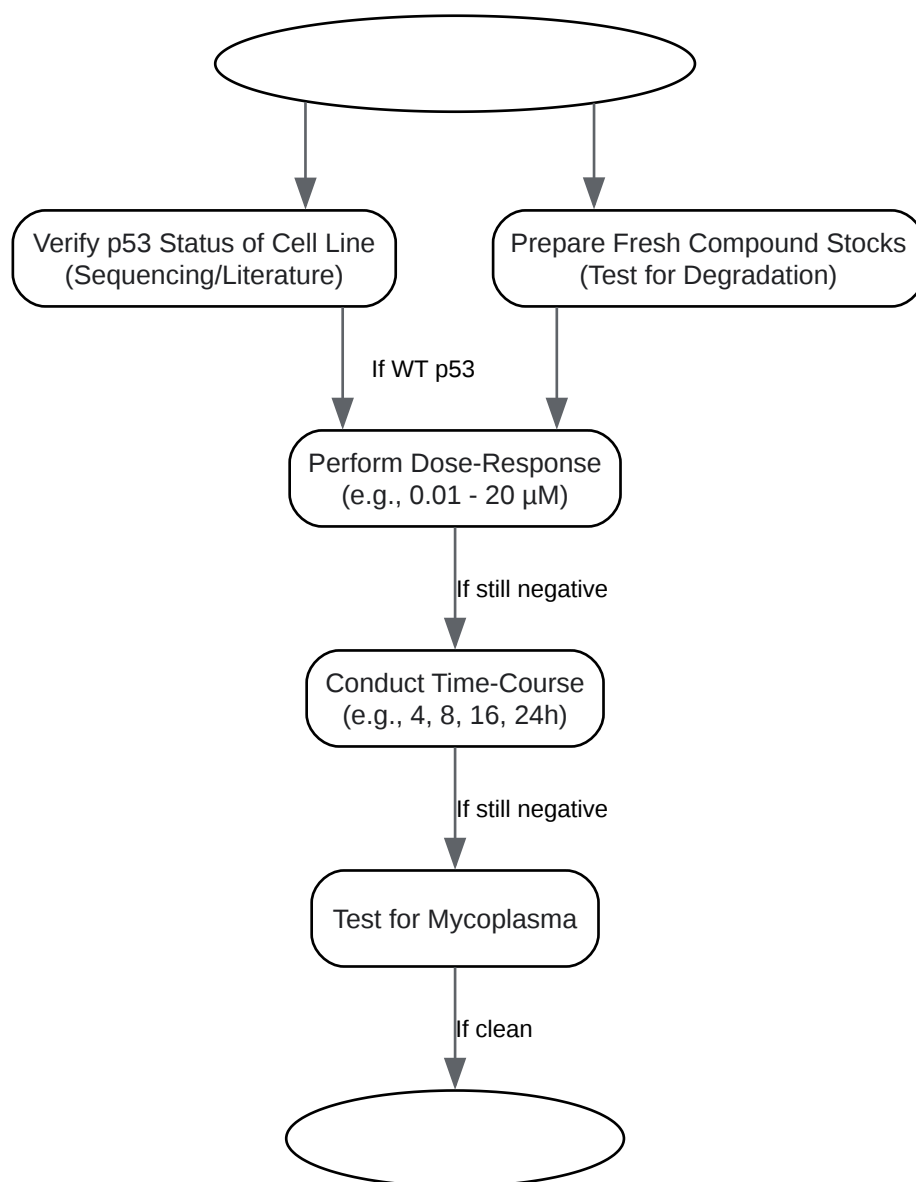 Verify p53 Status of Cell Line
(Sequencing/Literature)
Prepare Fresh Compound Stocks
(Test for Degradation)
If WT p53
Perform Dose-Response
(e.g., 0.01 - 20 µM)
If still negative
Conduct Time-Course
(e.g., 4, 8, 16, 24h)
If still negative
Test for Mycoplasma
If clean